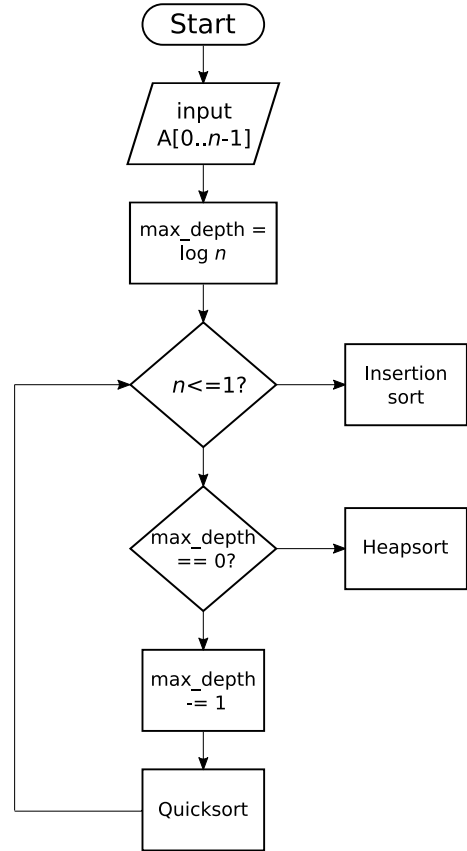 Start
input
A[0..n-1]
max_depth =
log n
n<=1?
Insertion
sort
max_depth
== 0?
Heapsort
max_depth
-= 1
Quicksort